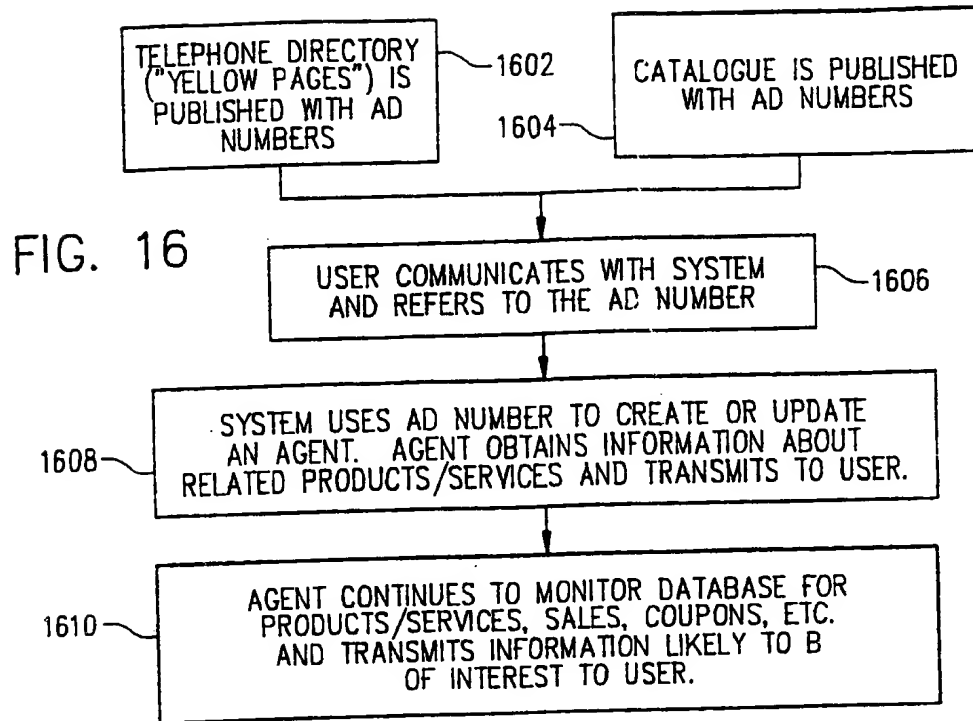 TELEPHONE DIRECTORY
("YELLOW PAGES") IS
PUBLISHED WITH AD
NUMBERS
1602
CATALOGUE IS PUBLISHED
WITH AD NUMBERS
1604
FIG. 16
USER COMMUNICATES WITH SYSTEM
AND REFERS TO THE AD NUMBER
1606
SYSTEM USES AD NUMBER TO CREATE OR UPDATE
AN AGENT. AGENT OBTAINS INFORMATION ABOUT
RELATED PRODUCTS/SERVICES AND TRANSMITS TO USER.
1608
AGENT CONTINUES TO MONITOR DATABASE FOR
PRODUCTS/SERVICES, SALES, COUPONS, ETC.
AND TRANSMITS INFORMATION LIKELY TO B
OF INTEREST TO USER.
1610